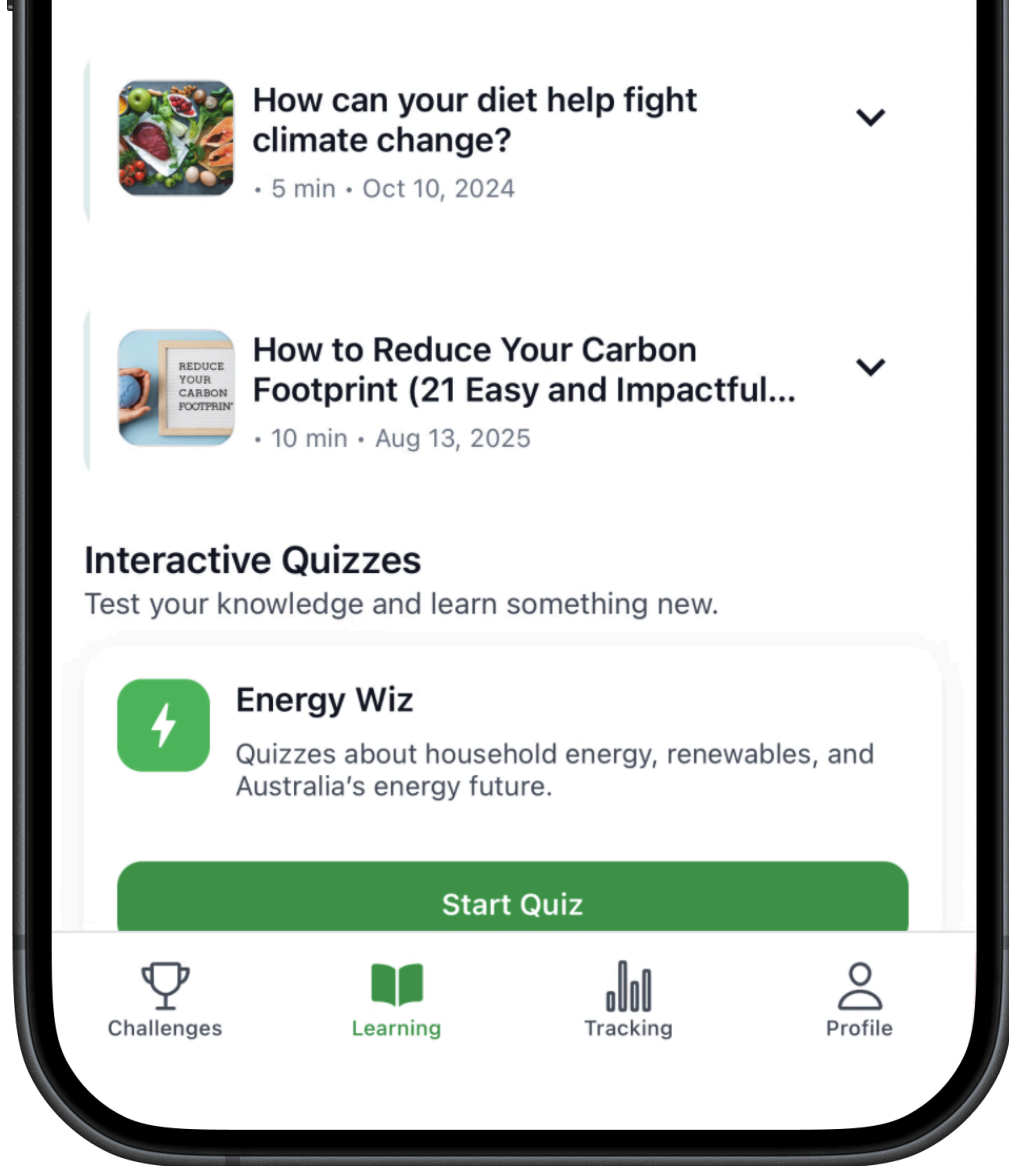 How can your diet help fight
climate change?
• 5 min • Oct 10, 2024
REDUCE
YOUR
CARBON
FOOTPRIN
How to Reduce Your Carbon
Footprint (21 Easy and Impactful...
• 10 min • Aug 13, 2025
Interactive Quizzes
Test your knowledge and learn something new.
Energy Wiz
Quizzes about household energy, renewables, and
Australia’s energy future.
Start Quiz
Challenges
Learning
Tracking
Profile